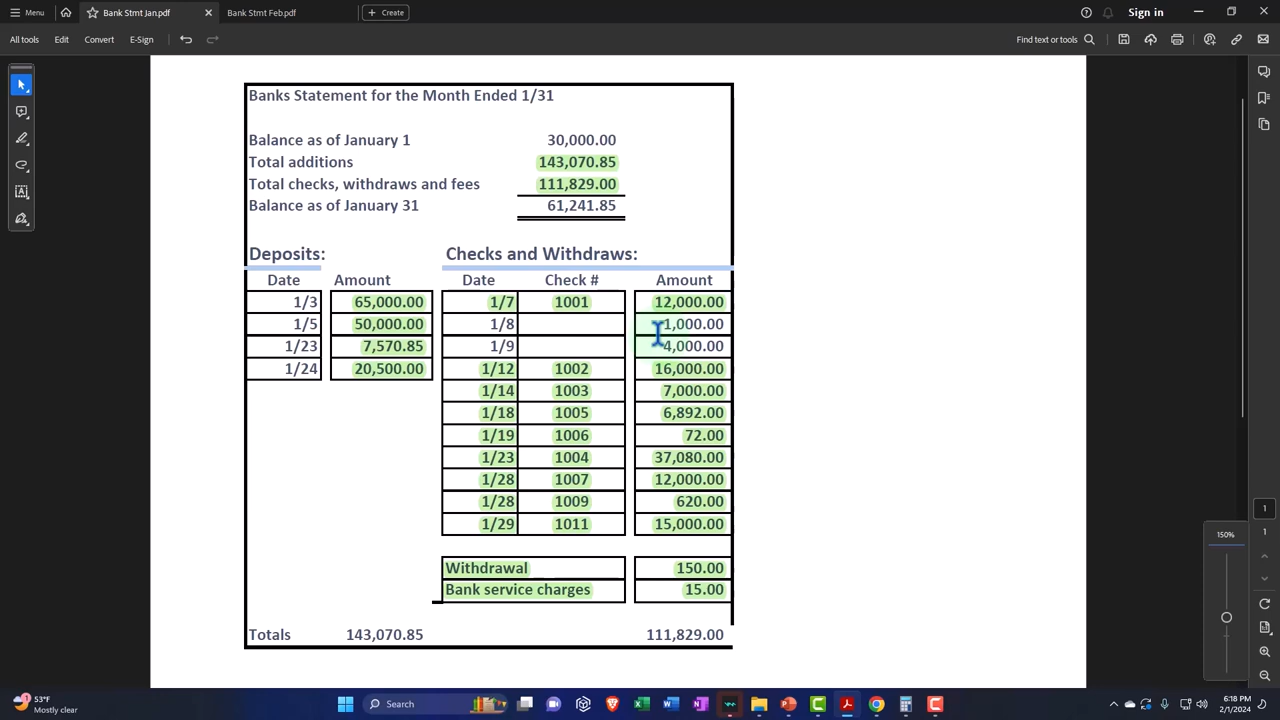 Menu Bank Stmt Jan.pdf Bank Stmt Feb.pdf Create Sign in
All tools Edit Convert E-Sign Find text or tools
Banks Statement for the Month Ended 1/31
Balance as of January 1 30,000.00
Total additions 143,070.85
Total checks, withdraws and fees 111,829.00
Balance as of January 31 61,241.85
Deposits: Checks and Withdraws:
Date Amount Date Check # Amount
1/3 65,000.00 1/7 1001 12,000.00
1/5 50,000.00 1/8 1,000.00
1/23 7,570.85 1/9 4,000.00
1/24 20,500.00 1/12 1002 16,000.00
1/14 1003 7,000.00
1/18 1005 6,892.00
1/19 1006 72.00
1/23 1004 37,080.00
1/28 1007 12,000.00
1/28 1009 620.00
1/29 1011 15,000.00
Withdrawal 150.00
Bank service charges 15.00
Totals 143,070.85 111,829.00
1
1
150%
53°F
Mostly clear
Search
6:18 PM
2/1/2024